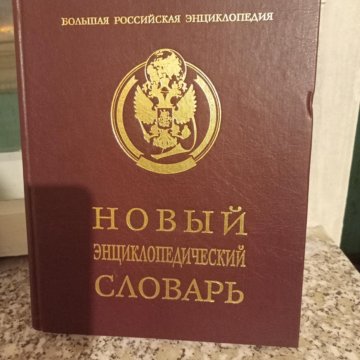 БОЛЬШАЯ РОССИЙСКАЯ ЭНЦИКЛОПЕДИЯ
НОВЫЙ
ЭНЦИКЛОПЕДИЧЕСКИЙ
СЛОВАРЬ